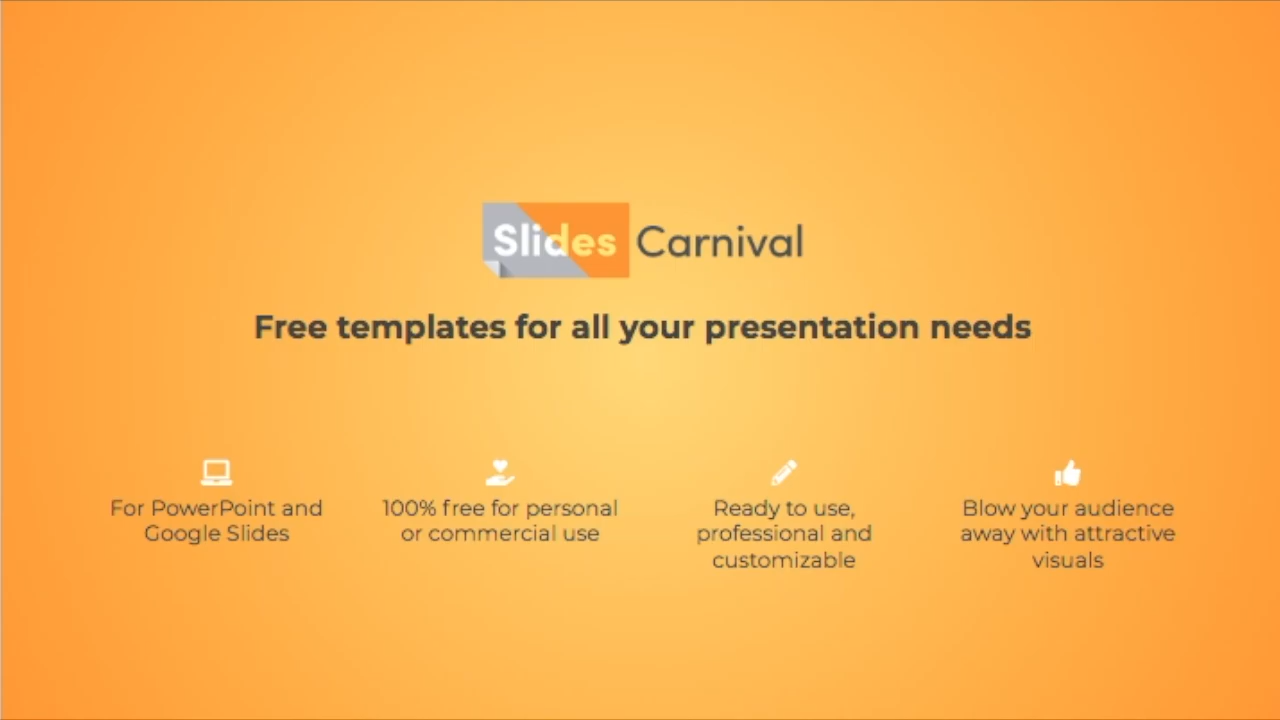 Slides Carnival
Free templates for all your presentation needs
For PowerPoint and
Google Slides
100% free for personal
or commercial use
Ready to use,
professional and
customizable
Blow your audience
away with attractive
visuals